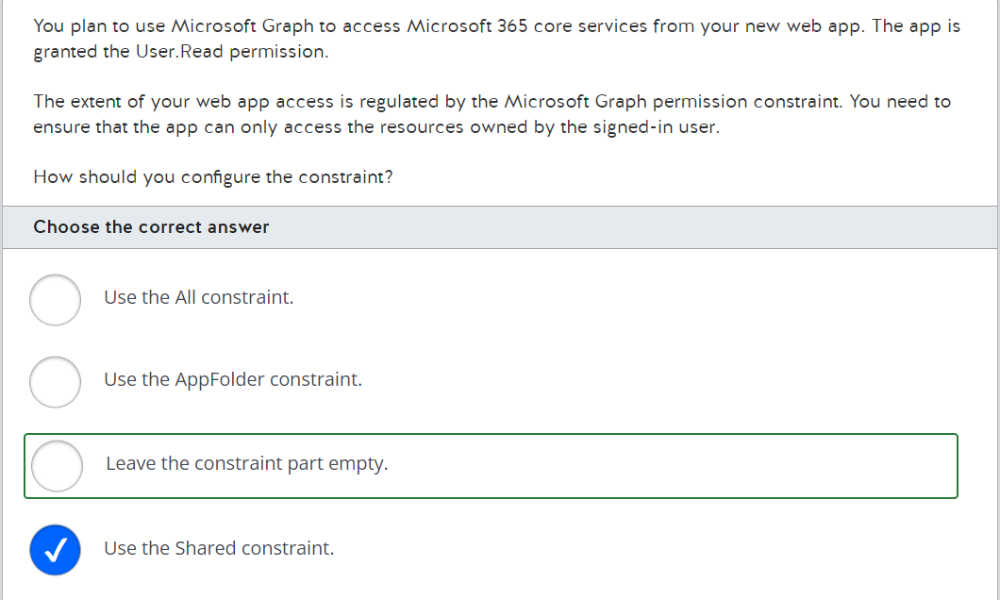 You plan to use Microsoft Graph to access Microsoft 365 core services from your new web app. The app is
granted the User.Read permission.
The extent of your web app access is regulated by the Microsoft Graph permission constraint. You need to
ensure that the app can only access the resources owned by the signed-in user.
How should you configure the constraint?
Choose the correct answer
Use the All constraint.
Use the AppFolder constraint.
Leave the constraint part empty.
Use the Shared constraint.